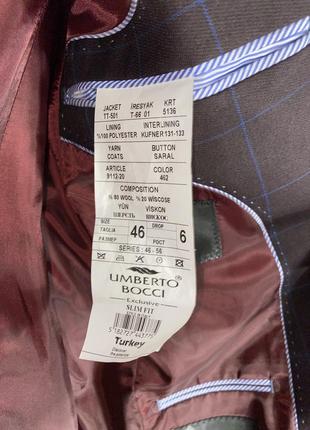 JACKET İRESYAK KRT
TT-501 T-66 01 5136
LINING INTERLINING
%100 POLYESTER KUFNER 131-133
YARN BUTTON
COATS SARAL
ARTICLE COLOR
9112-20 462
COMPOSITION
% 80 WOOL % 20 WISCOSE
YÜN VİSKON
ШЕРСТЬ ВИСКОС.
SIZE DROP
TAGLIA 46 6
РАЗМЕР РОСТ
SERIES : 46 - 56
UMBERTO
BOCCI
Exclusive
SLIM FIT
Turkey